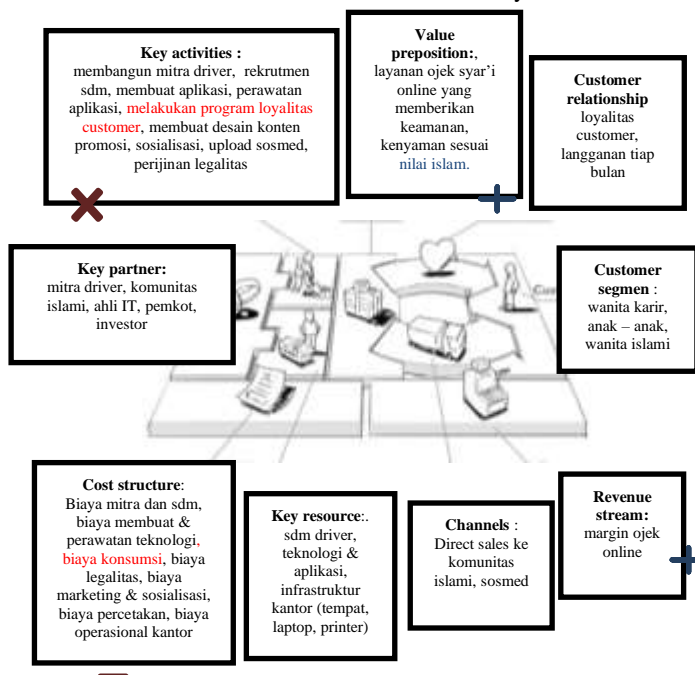 Key activities :
membangun mitra driver, rekrutmen
sdm, membuat aplikasi, perawatan
aplikasi, melakukan program loyalitas
customer, membuat desain konten
promosi, sosialisasi, upload sosmed,
perijinan legalitas
Value
preposition:,
layanan ojek syar’i
online yang
memberikan
keamanan,
kenyaman sesuai
nilai islam.
Customer
relationship
loyalitas
customer,
langganan tiap
bulan
Key partner:
mitra driver, komunitas
islami, ahli IT, pemkot,
investor
Customer
segmen :
wanita karir,
anak – anak,
wanita islami
Cost structure:
Biaya mitra dan sdm,
biaya membuat &
perawatan teknologi,
biaya konsumsi, biaya
legalitas, biaya
marketing & sosialisasi,
biaya percetakan, biaya
operasional kantor
Key resource:.
sdm driver,
teknologi &
aplikasi,
infrastruktur
kantor (tempat,
laptop, printer)
Channels :
Direct sales ke
komunitas
islami, sosmed
Revenue
stream:
margin ojek
online